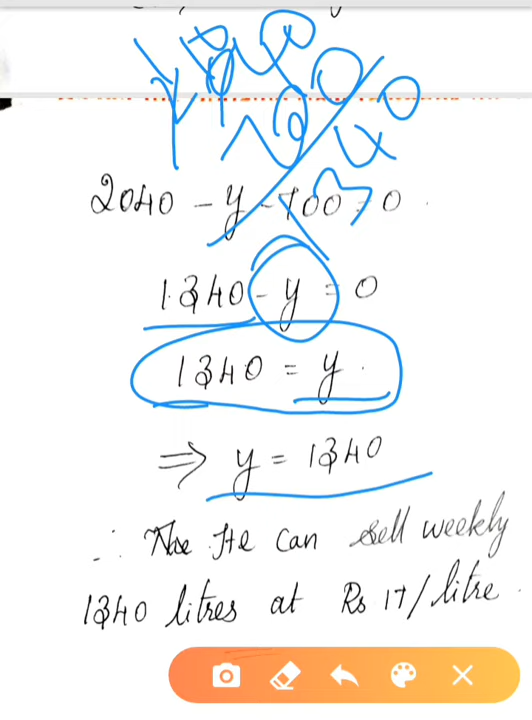 2040 - y - 700 = 0
1340 - y = 0
1340 = y
⇒ y = 1340
∴ He can sell weekly
1340 litres at Rs 17/litre.